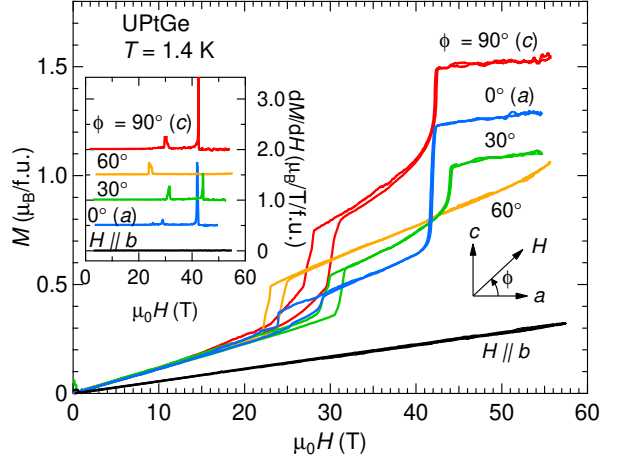 UPtGe
T = 1.4 K
ϕ = 90° (c)
0° (a)
30°
60°
H // b
c
H
ϕ
a
1.5
1.0
0.5
0
M (μB/f.u.)
0
10
20
30
40
50
60
μ0H (T)
ϕ = 90° (c)
60°
30°
0° (a)
H // b
3.0
2.0
1.0
0
dM/dH (μB/T/f.u.)
0
20
40
60
μ0H (T)